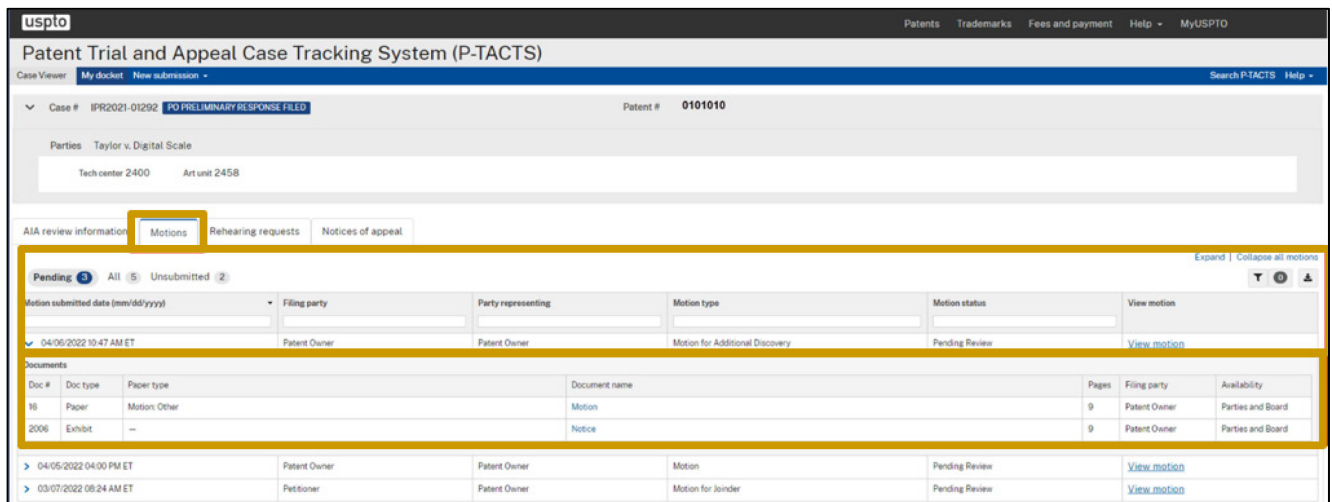 uspto Patents Trademarks Fees and payment Help MyUSPTO
Patent Trial and Appeal Case Tracking System (P-TACTS)
Case Viewer My docket New submission Search P-TACTS Help
Case # IPR2021-01292 PO PRELIMINARY RESPONSE FILED Patent # 0101010
Parties Taylor v. Digital Scale
Tech center 2400 Art unit 2458
AIA review information Motions Rehearing requests Notices of appeal
Expand | Collapse all motions
Pending 3 All 5 Unsubmitted 2 0
Motion submitted date (mm/dd/yyyy) Filing party Party representing Motion type Motion status View motion
04/06/2022 10:47 AM ET Patent Owner Patent Owner Motion for Additional Discovery Pending Review View motion
Documents
Doc # Doc type Paper type Document name Pages Filing party Availability
16 Paper Motion: Other Motion 9 Patent Owner Parties and Board
2006 Exhibit — Notice 9 Patent Owner Parties and Board
04/05/2022 04:00 PM ET Patent Owner Patent Owner Motion Pending Review View motion
03/07/2022 08:24 AM ET Petitioner Patent Owner Motion for Joinder Pending Review View motion